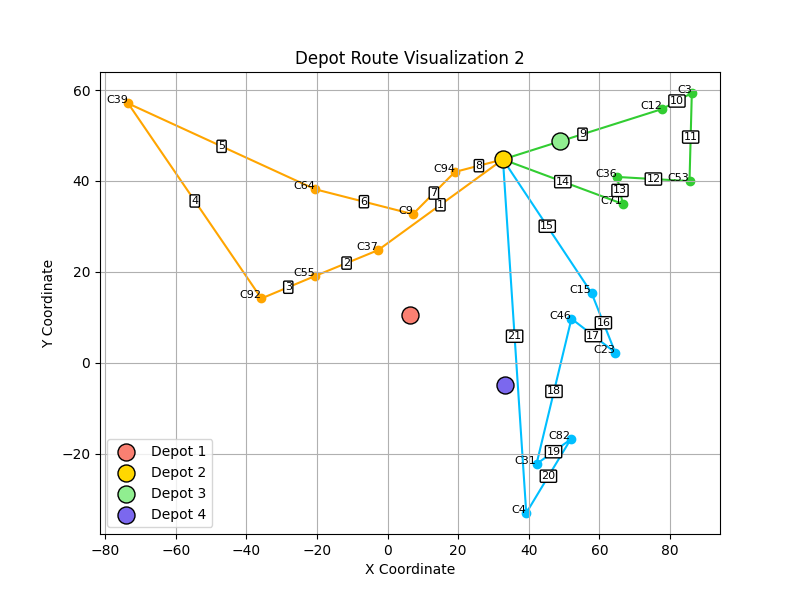 Depot Route Visualization 2
60
40
20
0
−20
−80
−60
−40
−20
0
20
40
60
80
X Coordinate
Y Coordinate
C39
C64
C9
C94
C37
C55
C92
C12
C3
C53
C36
C71
C15
C23
C46
C31
C82
C4
1
2
3
4
5
6
7
8
9
10
11
12
13
14
15
16
17
18
19
20
21
Depot 1
Depot 2
Depot 3
Depot 4